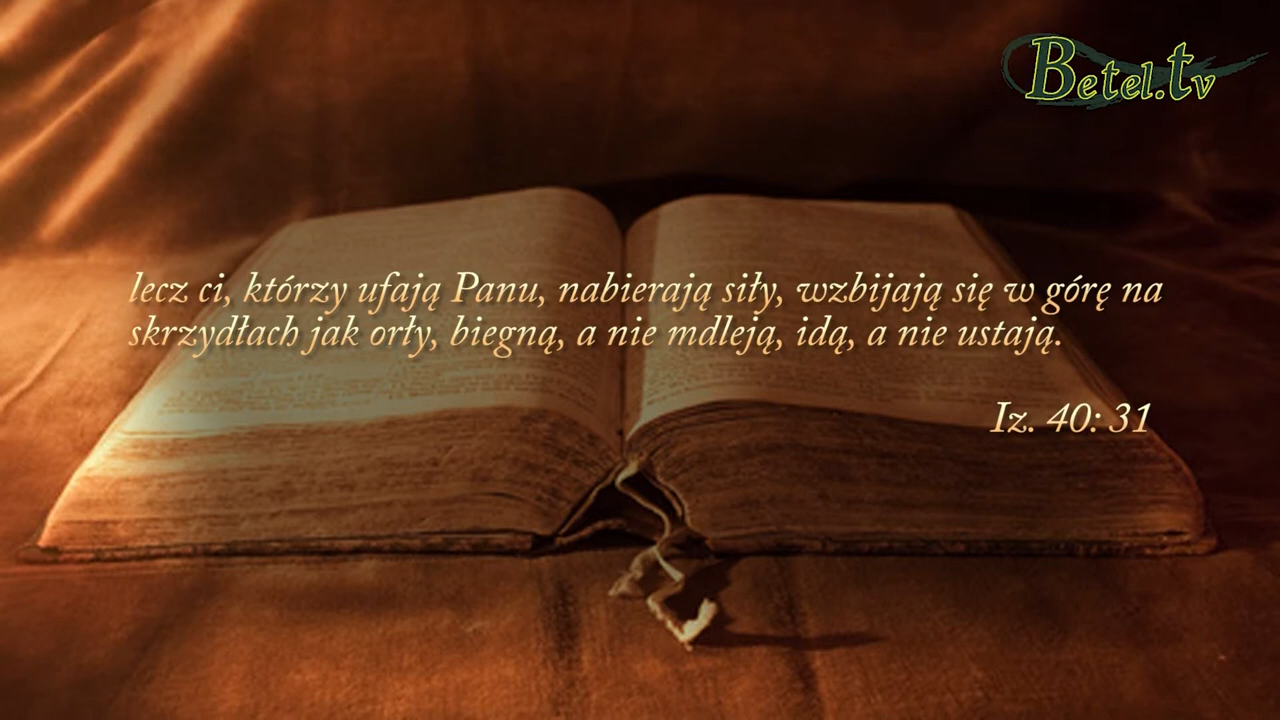 Betel.tv
lecz ci, którzy ufają Panu, nabierają siły, wzbijają się w górę na
skrzydłach jak orły, biegną, a nie mdleją, idą, a nie ustają.
Iz. 40: 31